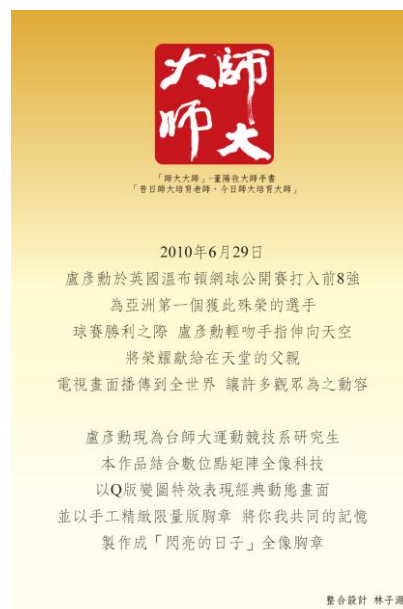 師大
大師
「師大大師」-董陽孜大師手書
「昔日師大培育老師，今日師大培育大師」
2010年6月29日
盧彥勳於英國溫布頓網球公開賽打入前8強
為亞洲第一個獲此殊榮的選手
球賽勝利之際 盧彥勳輕吻手指伸向天空
將榮耀獻給在天堂的父親
電視畫面播傳到全世界 讓許多觀眾為之動容
盧彥勳現為台師大運動競技系研究生
本作品結合數位點矩陣全像科技
以Q版變圖特效表現經典動態畫面
並以手工精緻限量版胸章 將你我共同的記憶
製作成「閃亮的日子」全像胸章
整合設計 林子淵